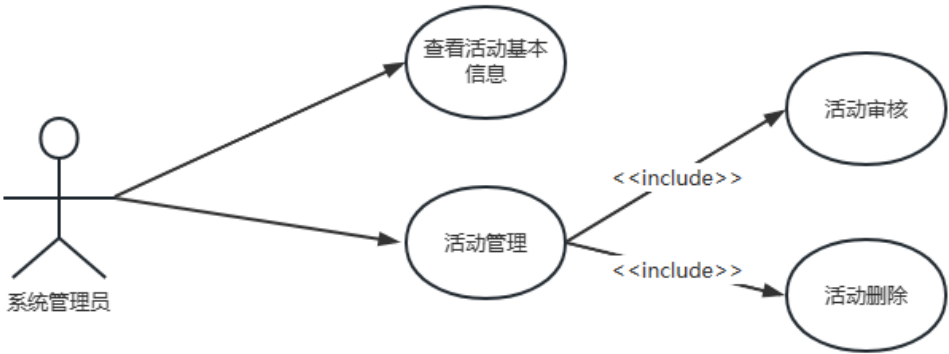 查看活动基本
信息
活动审核
<<include>>
活动管理
<<include>>
活动删除
系统管理员